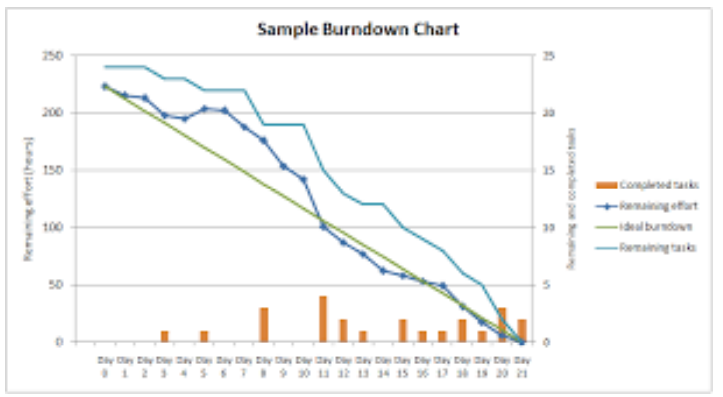 Sample Burndown Chart
250
200
150
100
50
0
25
20
15
10
5
0
Remaining effort (hours)
Remaining and completed tasks
Completed tasks
Remaining effort
Ideal burndown
Remaining tasks
Day Day Day Day Day Day Day Day Day Day Day Day Day Day Day Day Day Day Day Day Day Day
0 1 2 3 4 5 6 7 8 9 10 11 12 13 14 15 16 17 18 19 20 21